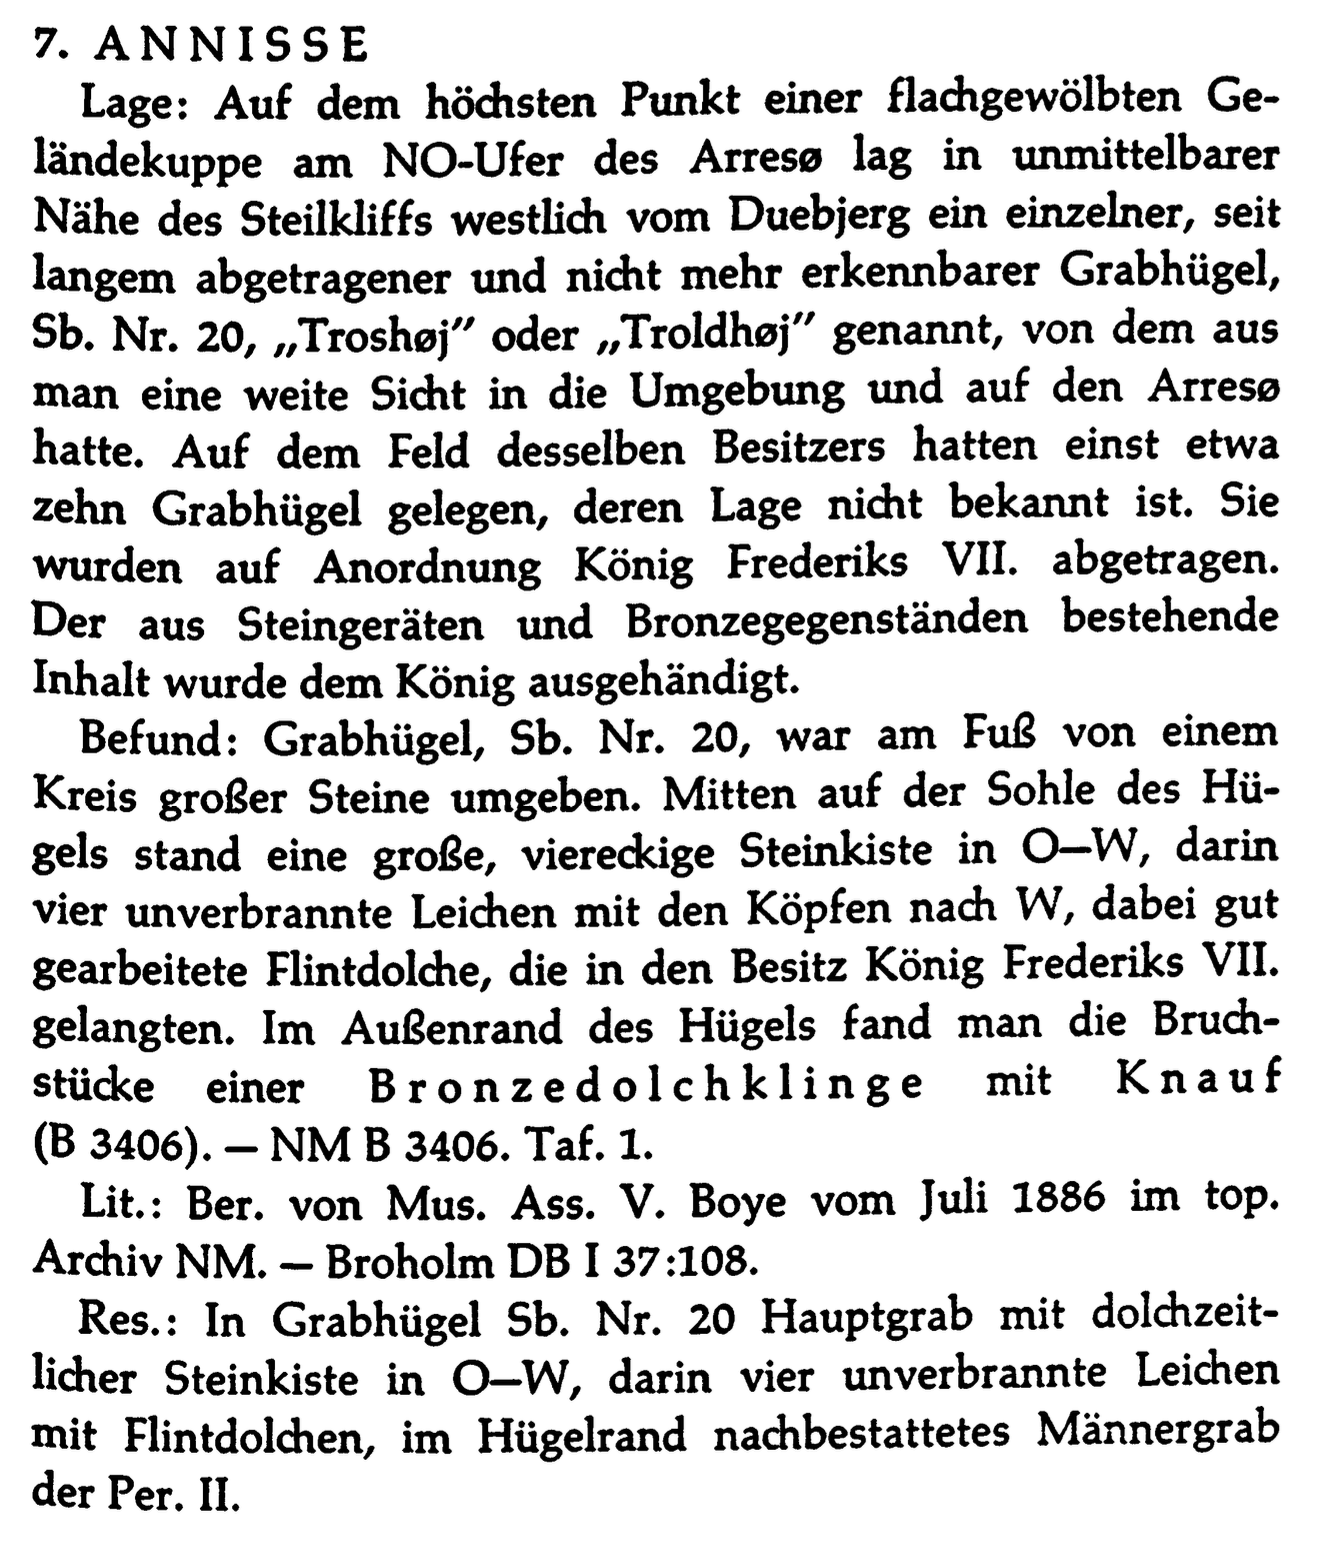 7. ANNISSE
Lage: Auf dem höchsten Punkt einer flachgewölbten Ge-
ländekuppe am NO-Ufer des Arresø lag in unmittelbarer
Nähe des Steilkliffs westlich vom Duebjerg ein einzelner, seit
langem abgetragener und nicht mehr erkennbarer Grabhügel,
Sb. Nr. 20, „Troshøj” oder „Troldhøj” genannt, von dem aus
man eine weite Sicht in die Umgebung und auf den Arresø
hatte. Auf dem Feld desselben Besitzers hatten einst etwa
zehn Grabhügel gelegen, deren Lage nicht bekannt ist. Sie
wurden auf Anordnung König Frederiks VII. abgetragen.
Der aus Steingeräten und Bronzegegenständen bestehende
Inhalt wurde dem König ausgehändigt.
Befund: Grabhügel, Sb. Nr. 20, war am Fuß von einem
Kreis großer Steine umgeben. Mitten auf der Sohle des Hü-
gels stand eine große, viereckige Steinkiste in O—W, darin
vier unverbrannte Leichen mit den Köpfen nach W, dabei gut
gearbeitete Flintdolche, die in den Besitz König Frederiks VII.
gelangten. Im Außenrand des Hügels fand man die Bruch-
stücke einer Bronzedolchklinge mit Knauf
(B 3406). — NM B 3406. Taf. 1.
Lit.: Ber. von Mus. Ass. V. Boye vom Juli 1886 im top.
Archiv NM. — Broholm DB I 37:108.
Res.: In Grabhügel Sb. Nr. 20 Hauptgrab mit dolchzeit-
licher Steinkiste in O—W, darin vier unverbrannte Leichen
mit Flintdolchen, im Hügelrand nachbestattetes Männergrab
der Per. II.